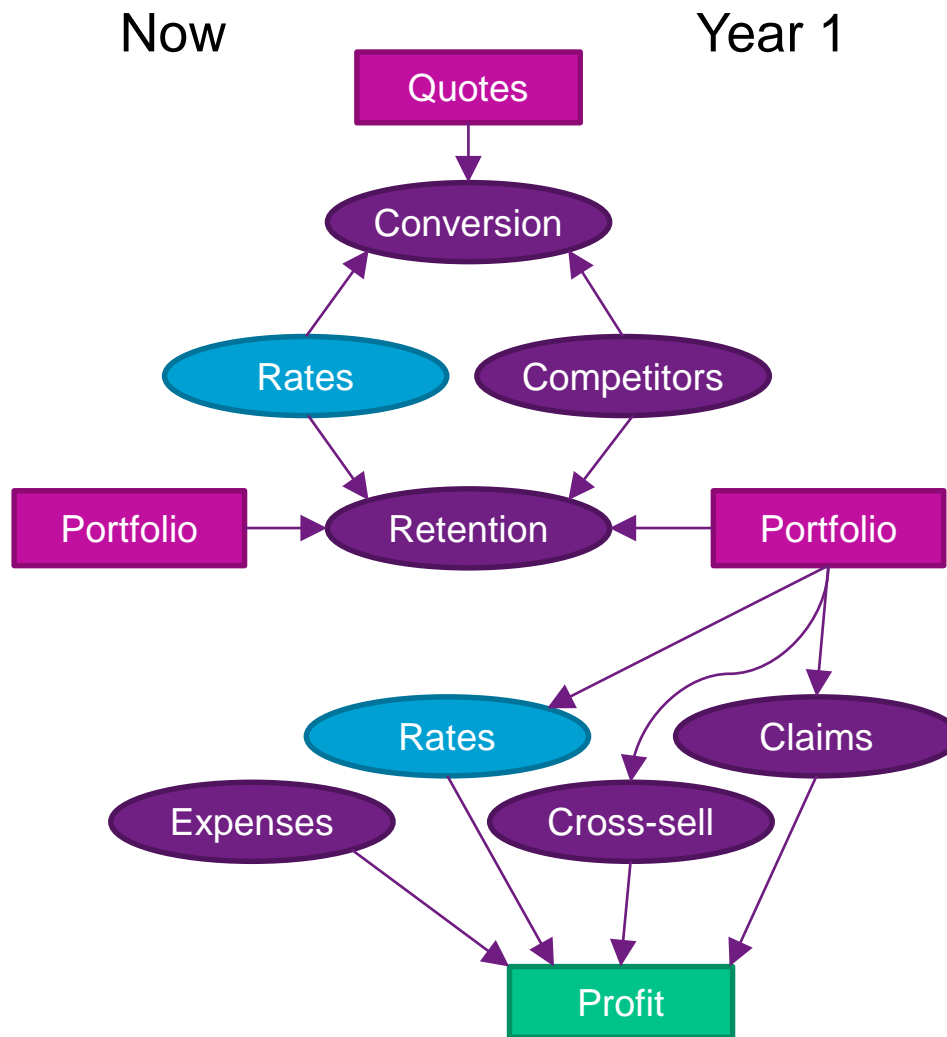 Now
Year 1
Quotes
Conversion
Rates
Competitors
Portfolio
Retention
Portfolio
Rates
Claims
Expenses
Cross-sell
Profit